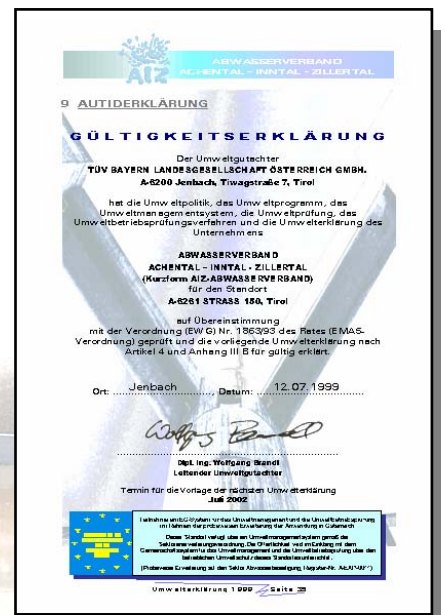 AIZ
ABWASSERVERBAND
ACHENTAL - INNTAL - ZILLERTAL
9 AUTIDERKLÄRUNG
GÜLTIGKEITSERKLÄRUNG
Der Umweltgutachter
TÜV BAYERN LANDESGESELLSCHAFT ÖSTERREICH GMBH.
A-6200 Jenbach, Tiwagstraße 7, Tirol
hat die Umweltpolitik, das Umweltprogramm, das
Umweltmanagementsystem, die Umweltprüfung, das
Umweltbetriebsprüfungsverfahren und die Umwelterklärung des
Unternehmens
ABWASSERVERBAND
ACHENTAL - INNTAL - ZILLERTAL
(Kurzform AIZ-ABWASSERVERBAND)
für den Standort
A-6261 STRASS 150, Tirol
auf Übereinstimmung
mit der Verordnung (EWG) Nr. 1863/93 des Rates (EMAS-
Verordnung) geprüft und die vorliegende Umwelterklärung nach
Artikel 4 und Anhang III B für gültig erklärt.
Ort: Jenbach, Datum: 12.07.1999
Dipl. Ing. Wolfgang Brandl
Leitender Umweltgutachter
Termin für die Vorlage der nächsten Umwelterklärung
Juli 2002
Umwelterklärung 1999 Seite